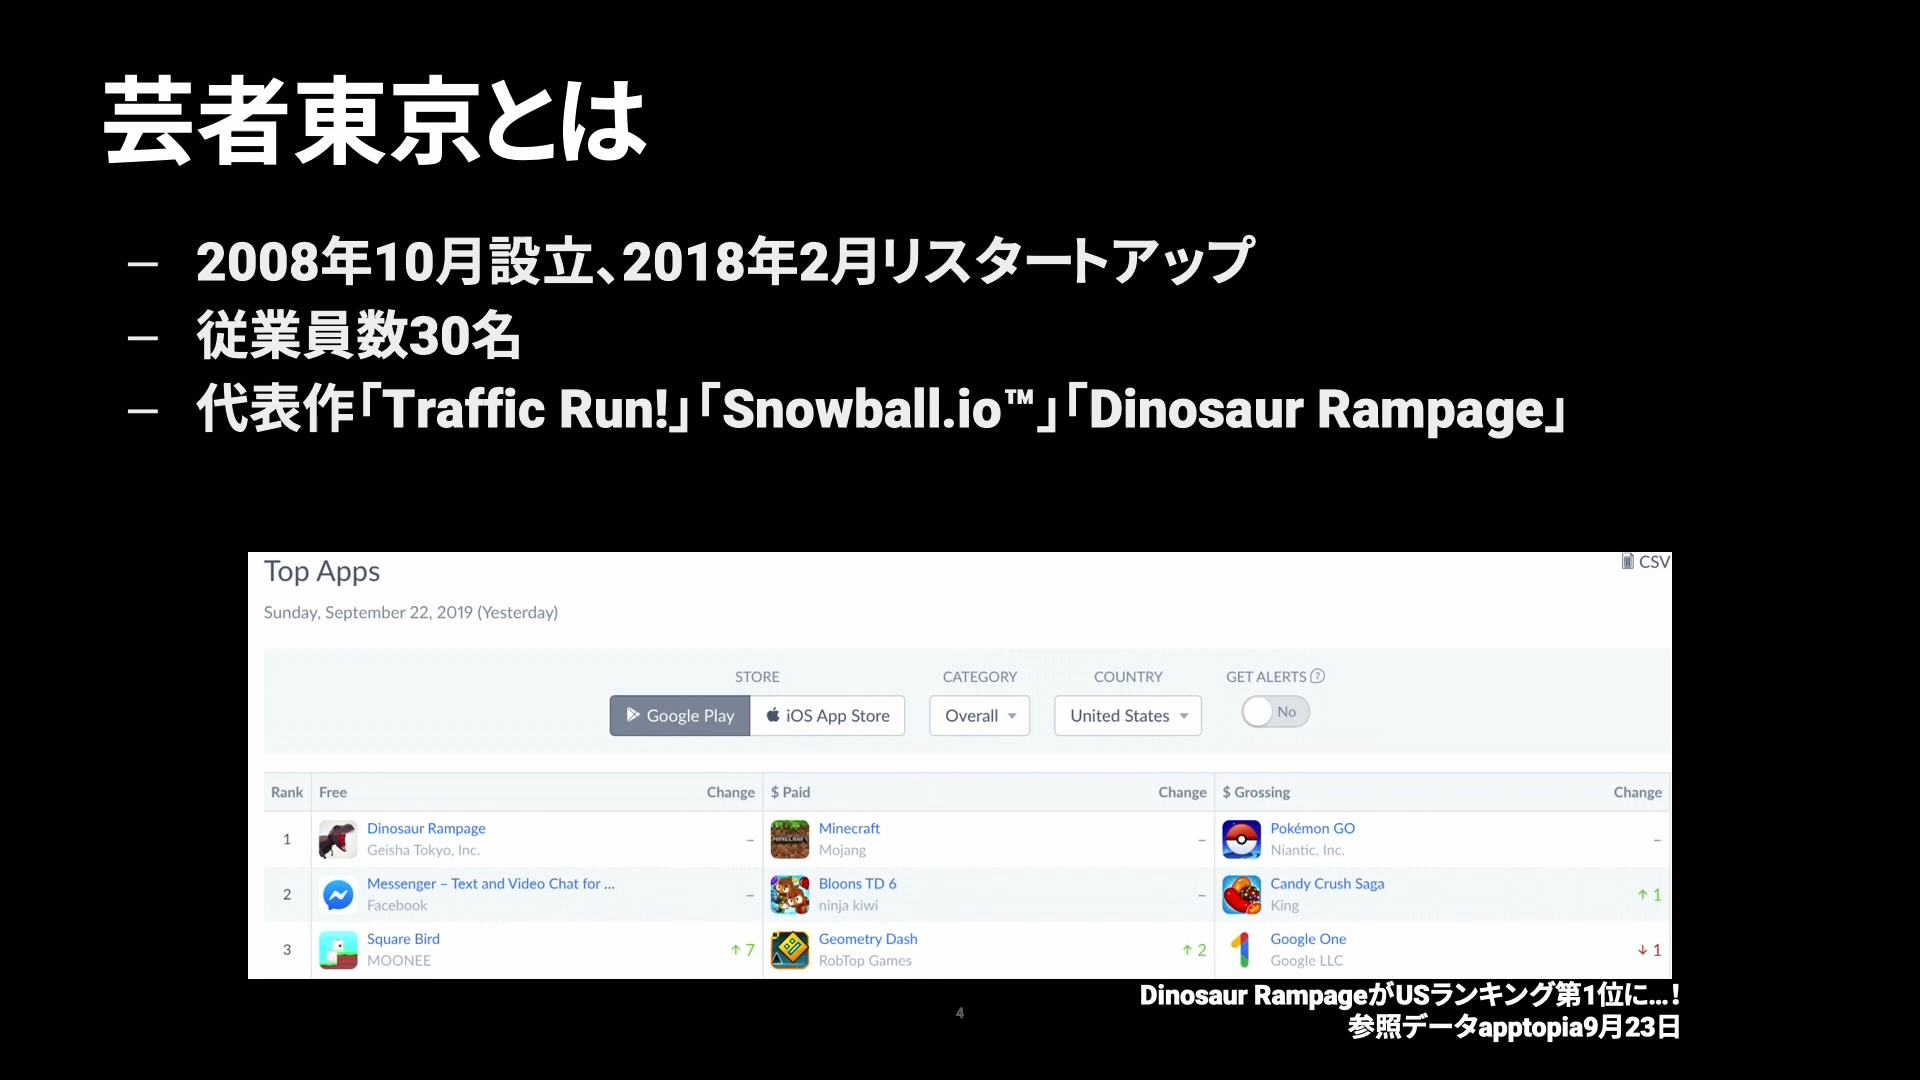 芸者東京とは
– 2008年10月設立、2018年2月リスタートアップ
– 従業員数30名
– 代表作「Traffic Run!」「Snowball.io™」「Dinosaur Rampage」
Top Apps
CSV
Sunday, September 22, 2019 (Yesterday)
STORE CATEGORY COUNTRY GET ALERTS ?
Google Play iOS App Store Overall United States No
Rank Free Change $ Paid Change $ Grossing Change
1 Dinosaur Rampage – Minecraft – Pokémon GO –
Geisha Tokyo, Inc. Mojang Niantic, Inc.
2 Messenger – Text and Video Chat for ... – Bloons TD 6 – Candy Crush Saga ↑ 1
Facebook ninja kiwi King
3 Square Bird ↑ 7 Geometry Dash ↑ 2 Google One ↓ 1
MOONEE RobTop Games Google LLC
Dinosaur RampageがUSランキング第1位に...!
参照データapptopia9月23日
4